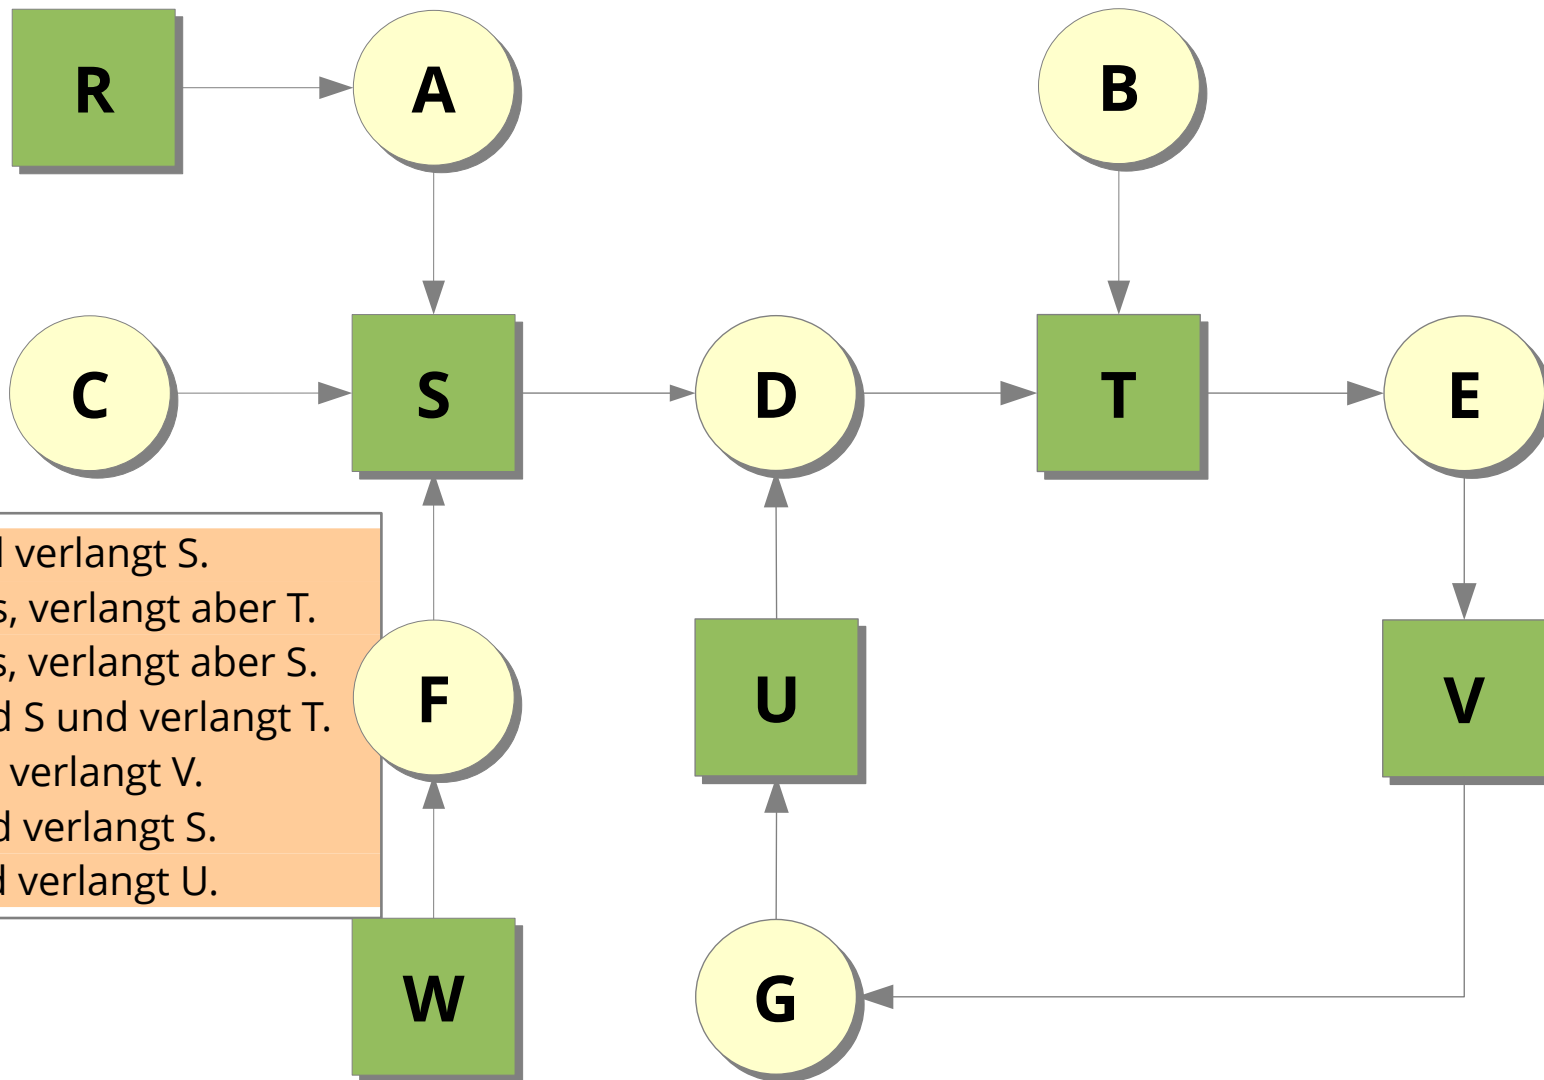 R
A
B
C
S
D
T
E
verlangt S.
, verlangt aber T.
, verlangt aber S.
S und verlangt T.
verlangt V.
verlangt S.
verlangt U.
F
U
V
W
G